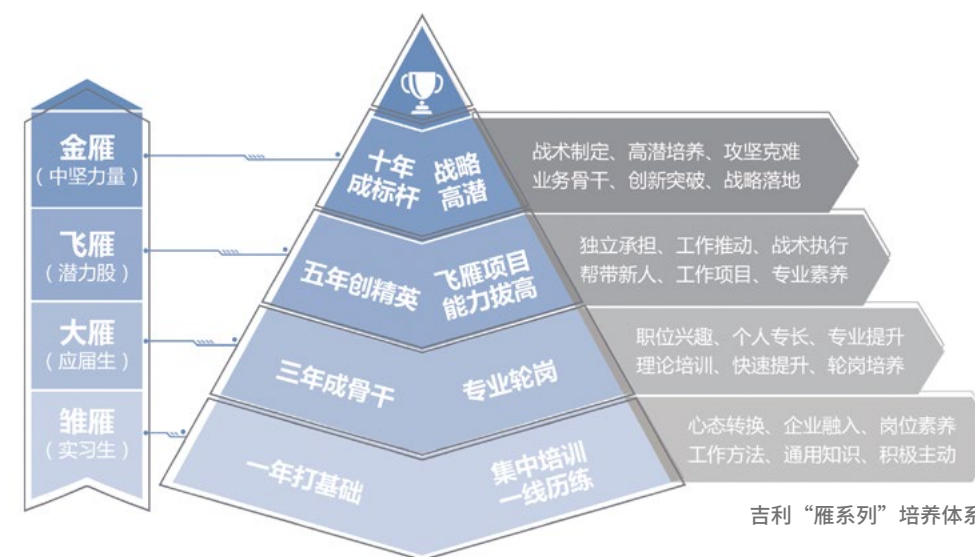 金雁
（中坚力量）
十年
成标杆
战略
高潜
战术制定、高潜培养、攻坚克难
业务骨干、创新突破、战略落地
飞雁
（潜力股）
五年创精英
飞雁项目
能力拔高
独立承担、工作推动、战术执行
帮带新人、工作项目、专业素养
大雁
（应届生）
三年成骨干
专业轮岗
职位兴趣、个人专长、专业提升
理论培训、快速提升、轮岗培养
雏雁
（实习生）
一年打基础
集中培训
一线历练
心态转换、企业融入、岗位素养
工作方法、通用知识、积极主动
吉利“雁系列”培养体系